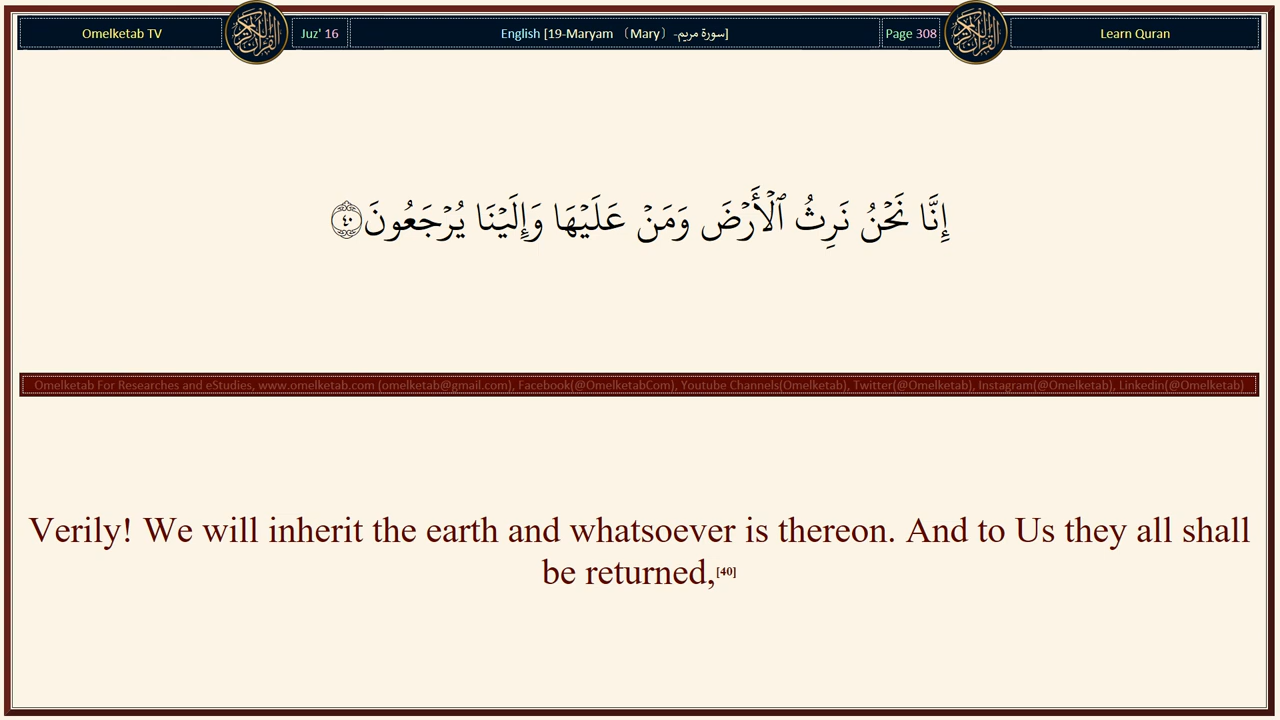 Omelketab TV
Juz' 16
English [19-Maryam （Mary）-سورة مريم]
Page 308
Learn Quran
إِنَّا نَحۡنُ نَرِثُ ٱلۡأَرۡضَ وَمَنۡ عَلَيۡهَا وَإِلَيۡنَا يُرۡجَعُونَ ٤٠
Omelketab For Researches and eStudies, www.omelketab.com (omelketab@gmail.com), Facebook(@OmelketabCom), Youtube Channels(Omelketab), Twitter(@Omelketab), Instagram(@Omelketab), Linkedin(@Omelketab)
Verily! We will inherit the earth and whatsoever is thereon. And to Us they all shall
be returned,[40]